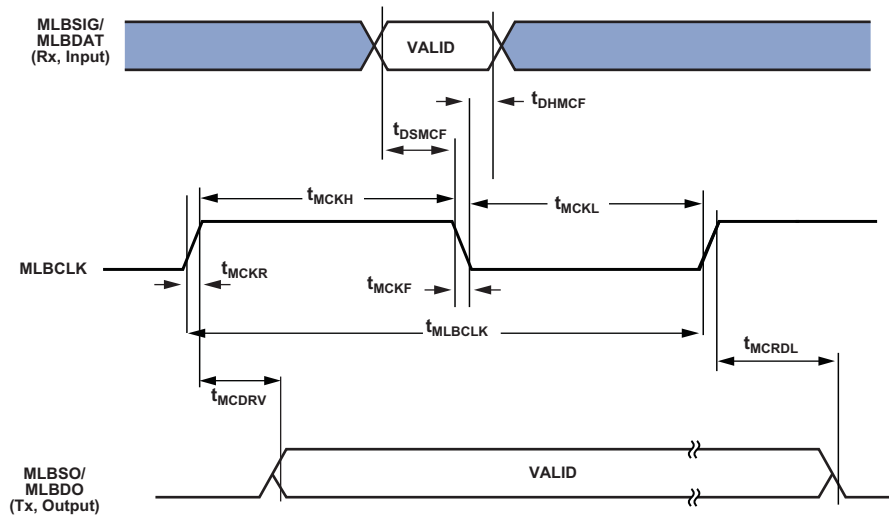 MLBSIG/
MLBDAT
(Rx, Input)
VALID
tDHMCF
tDSMCF
tMCKH
tMCKL
MLBCLK
tMCKR
tMCKF
tMLBCLK
tMCRDL
tMCDRV
MLBSO/
MLBDO
(Tx, Output)
VALID